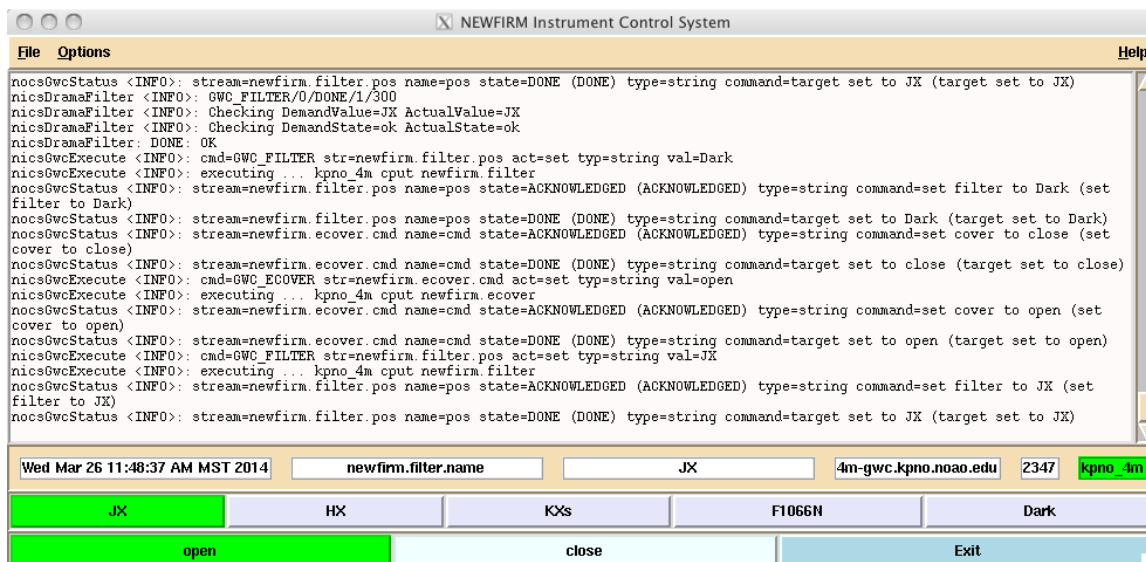 NEWFIRM Instrument Control System
File Options Help
nocsGwcStatus <INFO>: stream=newfirm.filter.pos name=pos state=DONE (DONE) type=string command=target set to JX (target set to JX)
nicsDramaFilter <INFO>: GWC_FILTER/0/DONE/1/300
nicsDramaFilter <INFO>: Checking DemandValue=JX ActualValue=JX
nicsDramaFilter <INFO>: Checking DemandState=ok ActualState=ok
nicsDramaFilter: DONE: OK
nicsGwcExecute <INFO>: cmd=GWC_FILTER str=newfirm.filter.pos act=set typ=string val=Dark
nicsGwcExecute <INFO>: executing ... kpno_4m cput newfirm.filter
nocsGwcStatus <INFO>: stream=newfirm.filter.pos name=pos state=ACKNOWLEDGED (ACKNOWLEDGED) type=string command=set filter to Dark (set
filter to Dark)
nocsGwcStatus <INFO>: stream=newfirm.filter.pos name=pos state=DONE (DONE) type=string command=target set to Dark (target set to Dark)
nocsGwcStatus <INFO>: stream=newfirm.ecover.cmd name=cmd state=ACKNOWLEDGED (ACKNOWLEDGED) type=string command=set cover to close (set
cover to close)
nocsGwcStatus <INFO>: stream=newfirm.ecover.cmd name=cmd state=DONE (DONE) type=string command=target set to close (target set to close)
nicsGwcExecute <INFO>: cmd=GWC_ECOVER str=newfirm.ecover.cmd act=set typ=string val=open
nicsGwcExecute <INFO>: executing ... kpno_4m cput newfirm.ecover
nocsGwcStatus <INFO>: stream=newfirm.ecover.cmd name=cmd state=ACKNOWLEDGED (ACKNOWLEDGED) type=string command=set cover to open (set
cover to open)
nocsGwcStatus <INFO>: stream=newfirm.ecover.cmd name=cmd state=DONE (DONE) type=string command=target set to open (target set to open)
nicsGwcExecute <INFO>: cmd=GWC_FILTER str=newfirm.filter.pos act=set typ=string val=JX
nicsGwcExecute <INFO>: executing ... kpno_4m cput newfirm.filter
nocsGwcStatus <INFO>: stream=newfirm.filter.pos name=pos state=ACKNOWLEDGED (ACKNOWLEDGED) type=string command=set filter to JX (set
filter to JX)
nocsGwcStatus <INFO>: stream=newfirm.filter.pos name=pos state=DONE (DONE) type=string command=target set to JX (target set to JX)
Wed Mar 26 11:48:37 AM MST 2014 newfirm.filter.name JX 4m-gwc.kpno.noao.edu 2347 kpno_4m
JX HX KXs F1066N Dark
open close Exit